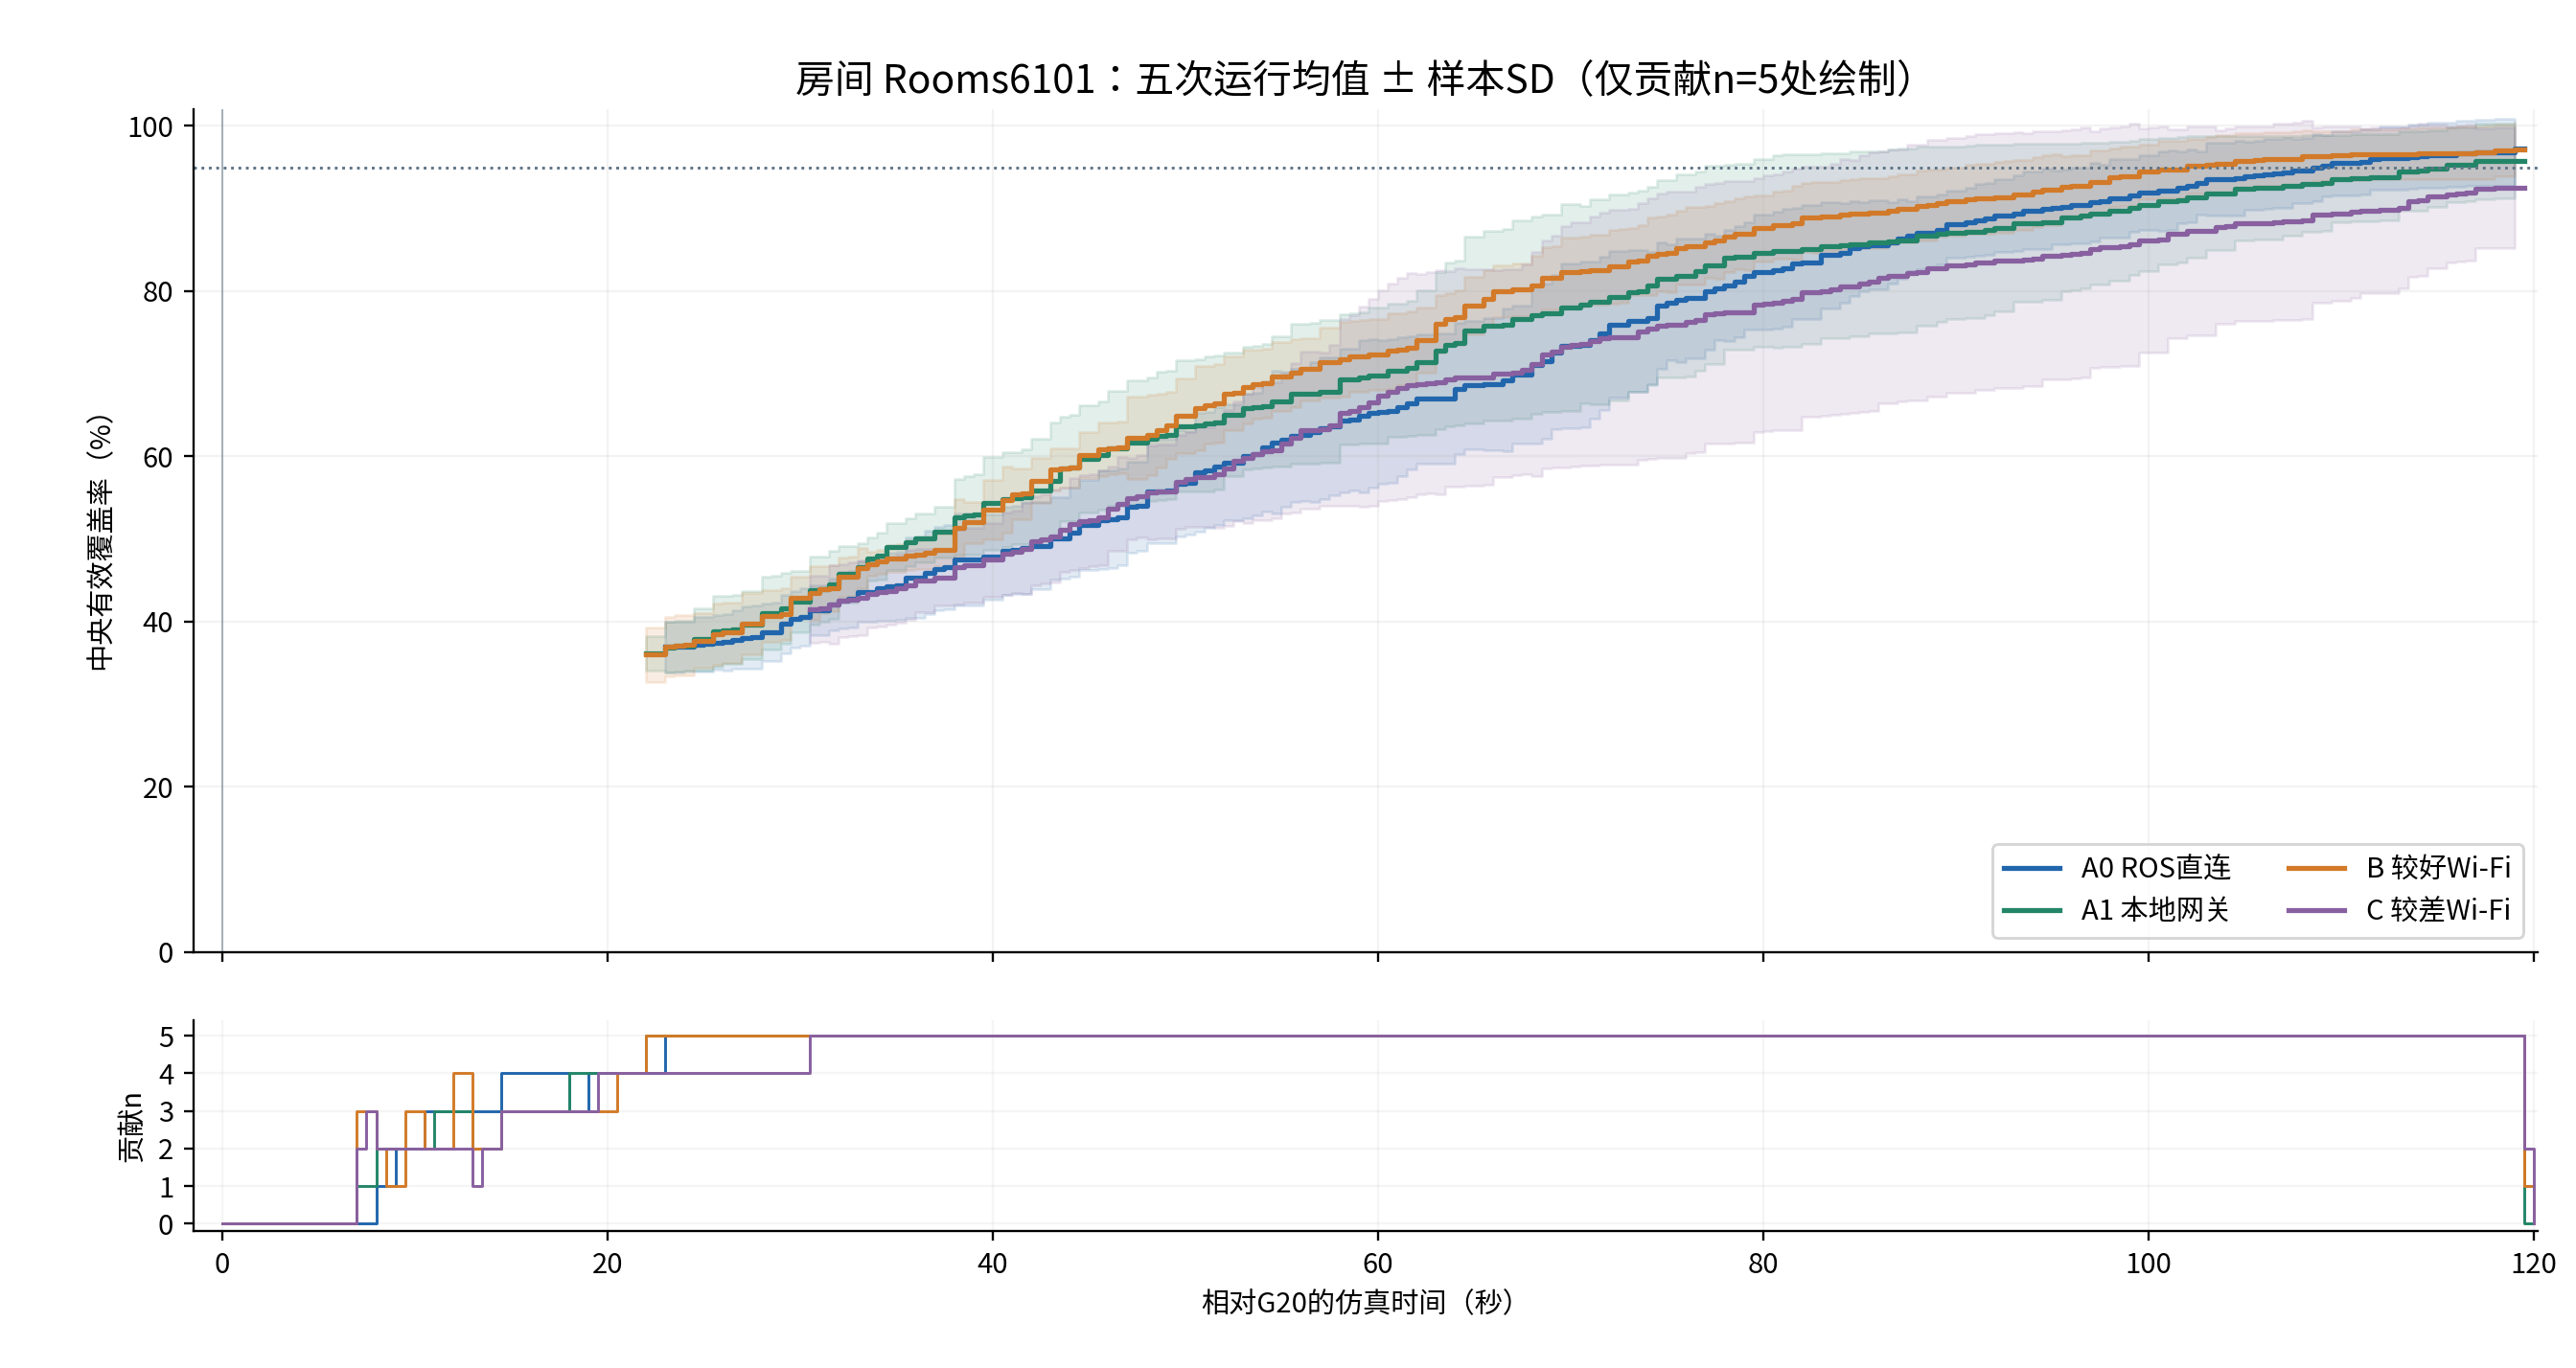 房间 Rooms6101：五次运行均值 ± 样本SD（仅贡献n=5处绘制）
中央有效覆盖率（%）
100
80
60
40
20
0
A0 ROS直连
A1 本地网关
B 较好Wi-Fi
C 较差Wi-Fi
贡献n
5
4
3
2
1
0
0 20 40 60 80 100 120
相对G20的仿真时间（秒）